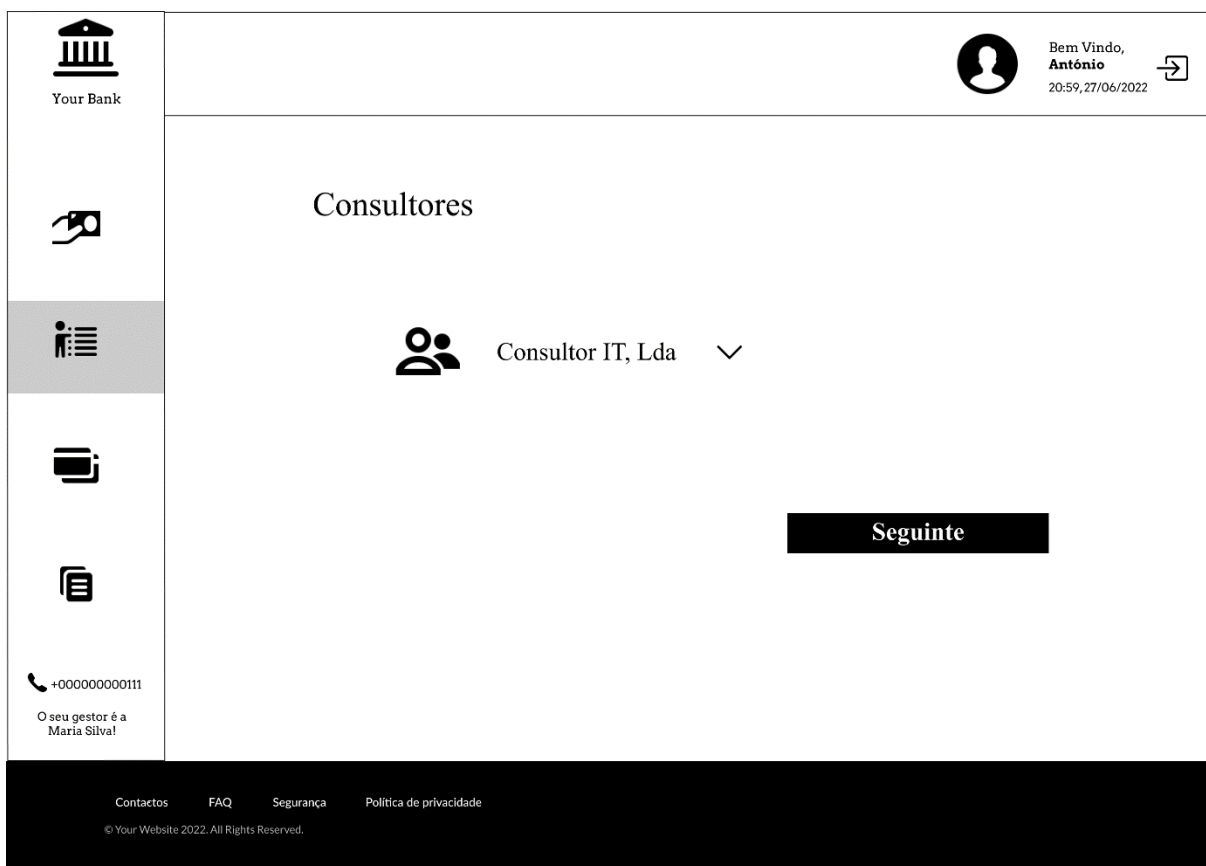 Your Bank
Bem Vindo,
António
20:59, 27/06/2022
Consultores
Consultor IT, Lda
Seguinte
+000000000111
O seu gestor é a
Maria Silva!
Contactos FAQ Segurança Política de privacidade
© Your Website 2022. All Rights Reserved.